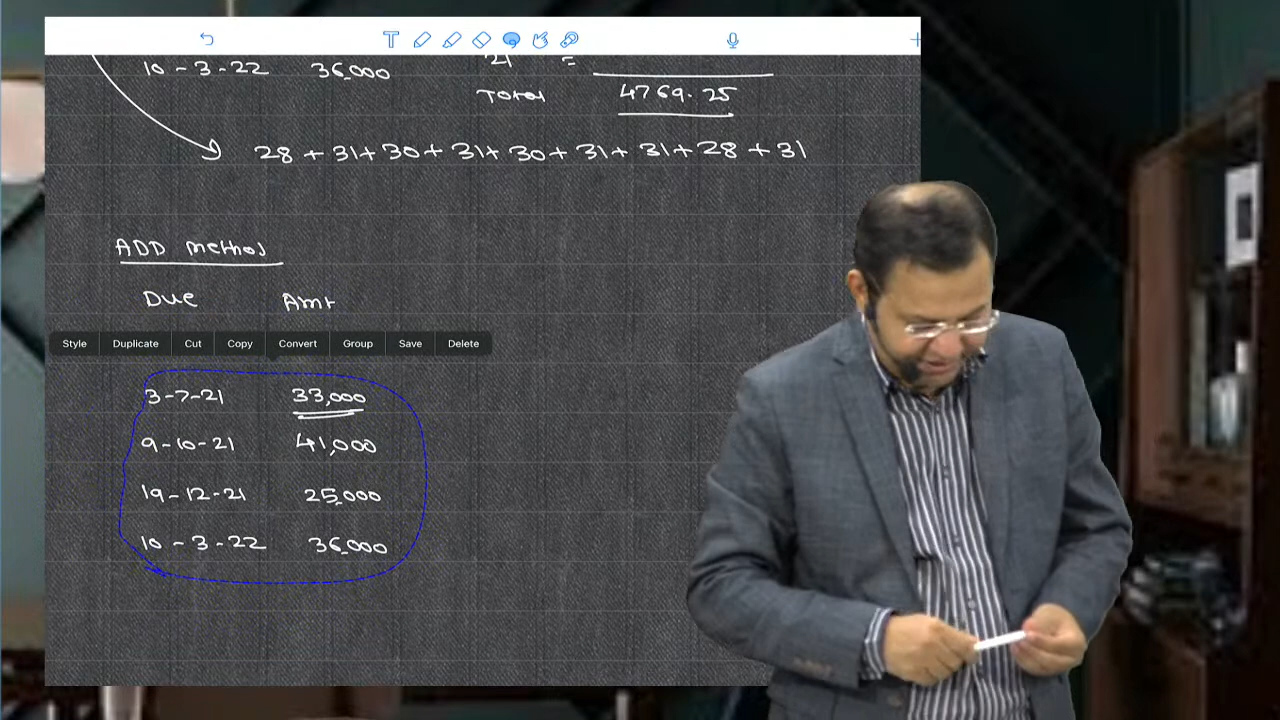 10 - 3 - 22 36,000 21 =
Total 4769.25
28 + 31 + 30 + 31 + 30 + 31 + 31 + 28 + 31
ADD method
Due Amt
Style Duplicate Cut Copy Convert Group Save Delete
3-7-21 33,000
9-10-21 41,000
19-12-21 25,000
10 - 3 - 22 36,000